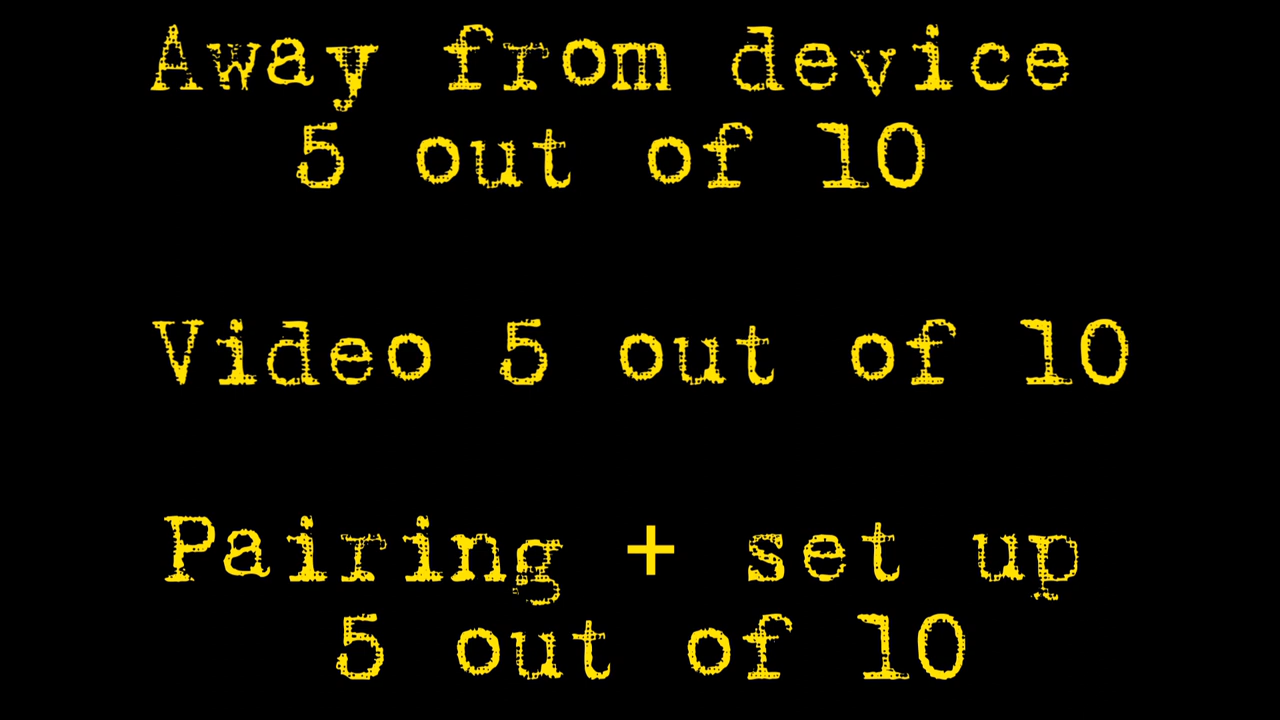 Away from device
5 out of 10
Video 5 out of 10
Pairing + set up
5 out of 10